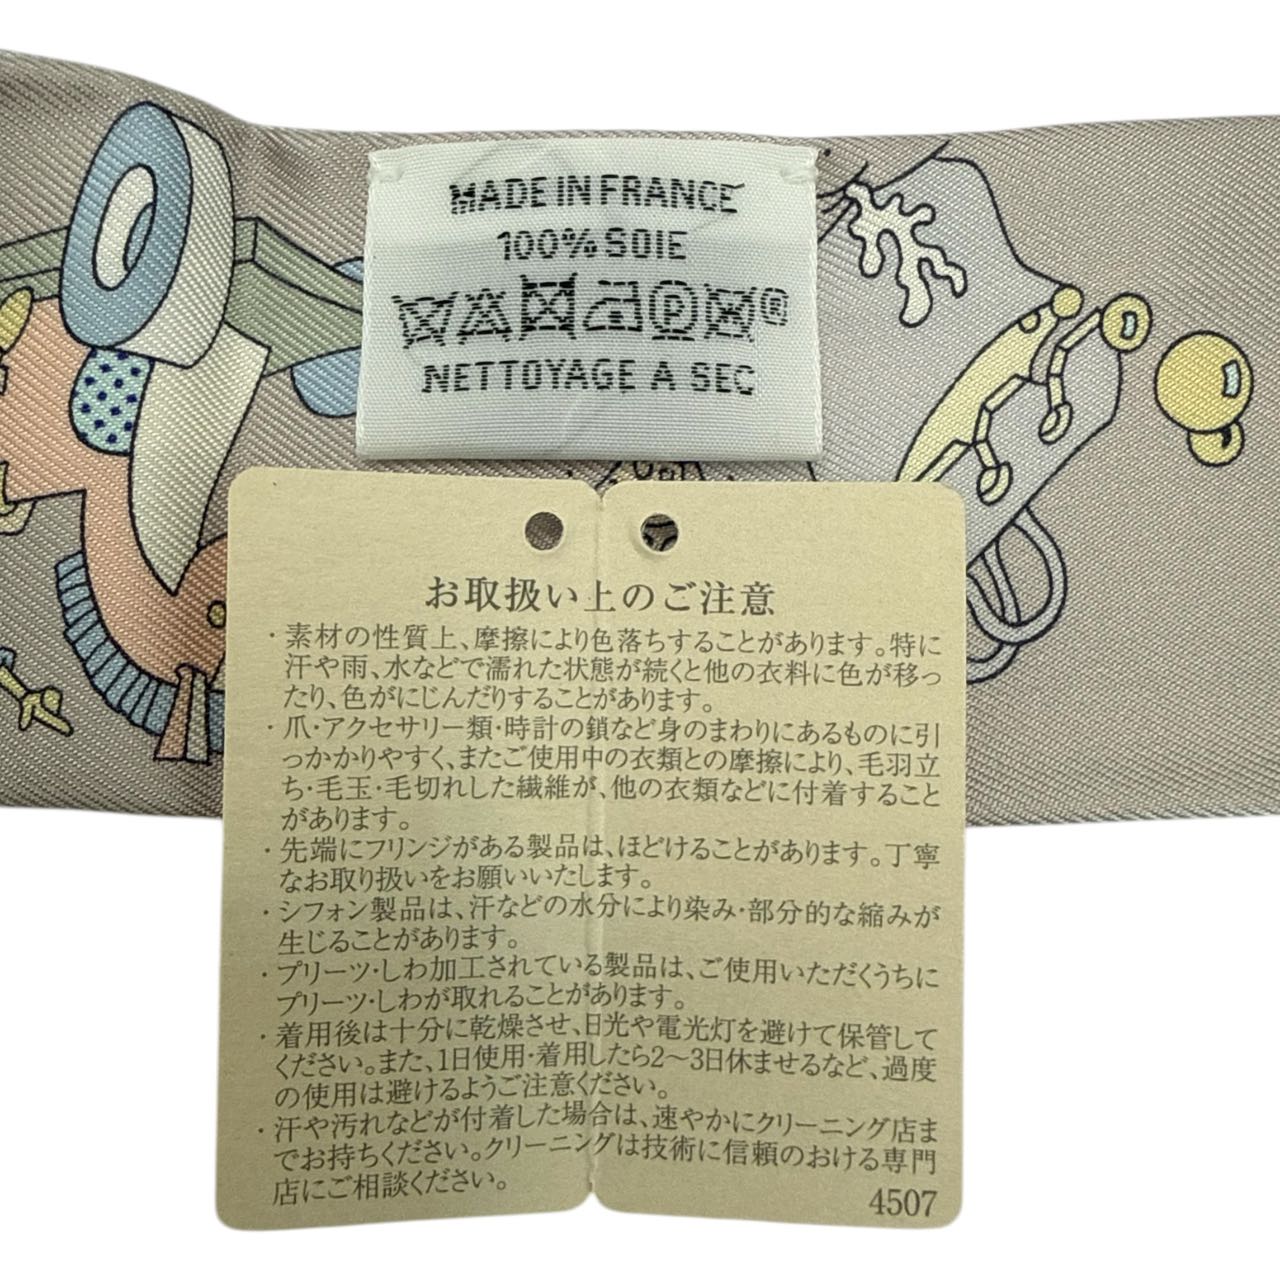 MADE IN FRANCE
100% SOIE
P
®
NETTOYAGE A SEC
お取扱い上のご注意
・素材の性質上、摩擦により色落ちすることがあります。特に
汗や雨、水などで濡れた状態が続くと他の衣料に色が移っ
たり、色がにじんだりすることがあります。
・爪・アクセサリー類・時計の鎖など身のまわりにあるものに引
っかかりやすく、またご使用中の衣類との摩擦により、毛羽立
ち・毛玉・毛切れした繊維が、他の衣類などに付着すること
があります。
・先端にフリンジがある製品は、ほどけることがあります。丁寧
なお取り扱いをお願いいたします。
・シフォン製品は、汗などの水分により染み・部分的な縮みが
生じることがあります。
・プリーツ・しわ加工されている製品は、ご使用いただくうちに
プリーツ・しわが取れることがあります。
・着用後は十分に乾燥させ、日光や電光灯を避けて保管して
ください。また、1日使用・着用したら2〜3日休ませるなど、過度
の使用は避けるようご注意ください。
・汗や汚れなどが付着した場合は、速やかにクリーニング店ま
でお持ちください。クリーニングは技術に信頼のおける専門
店にご相談ください。
4507